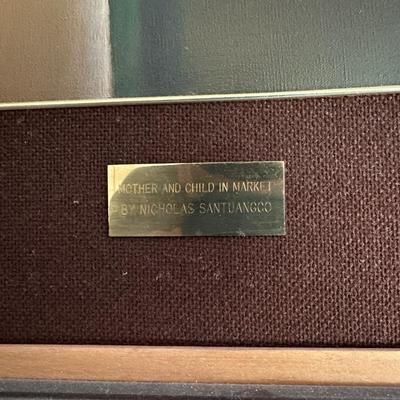 MOTHER AND CHILD IN MARKET
BY NICHOLAS SANTUANGCO